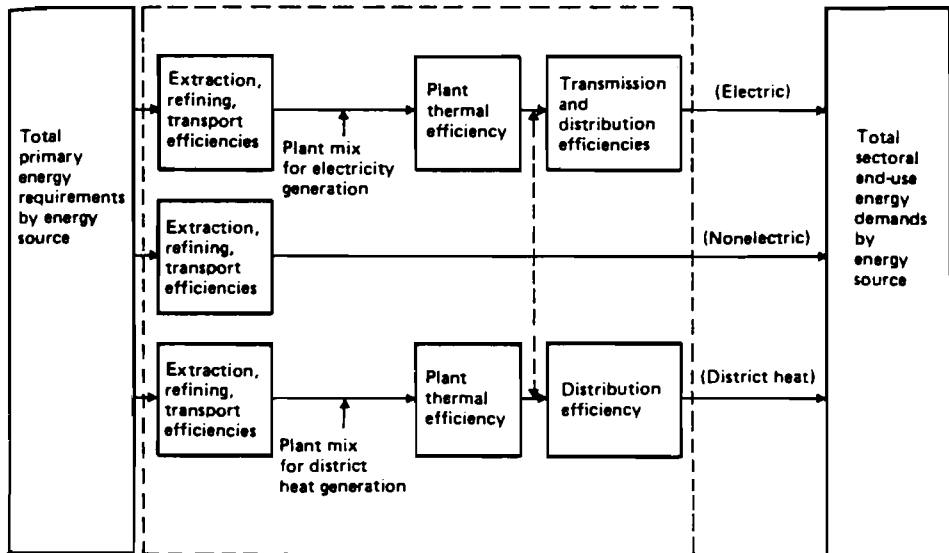 Total
primary
energy
requirements
by energy
source
Extraction,
refining,
transport
efficiencies
Plant mix
for electricity
generation
Plant
thermal
efficiency
Transmission
and
distribution
efficiencies
(Electric)
Extraction,
refining,
transport
efficiencies
(Nonelectric)
Extraction,
refining,
transport
efficiencies
Plant mix
for district
heat generation
Plant
thermal
efficiency
Distribution
efficiency
(District heat)
Total
sectoral
end-use
energy
demands
by
energy
source